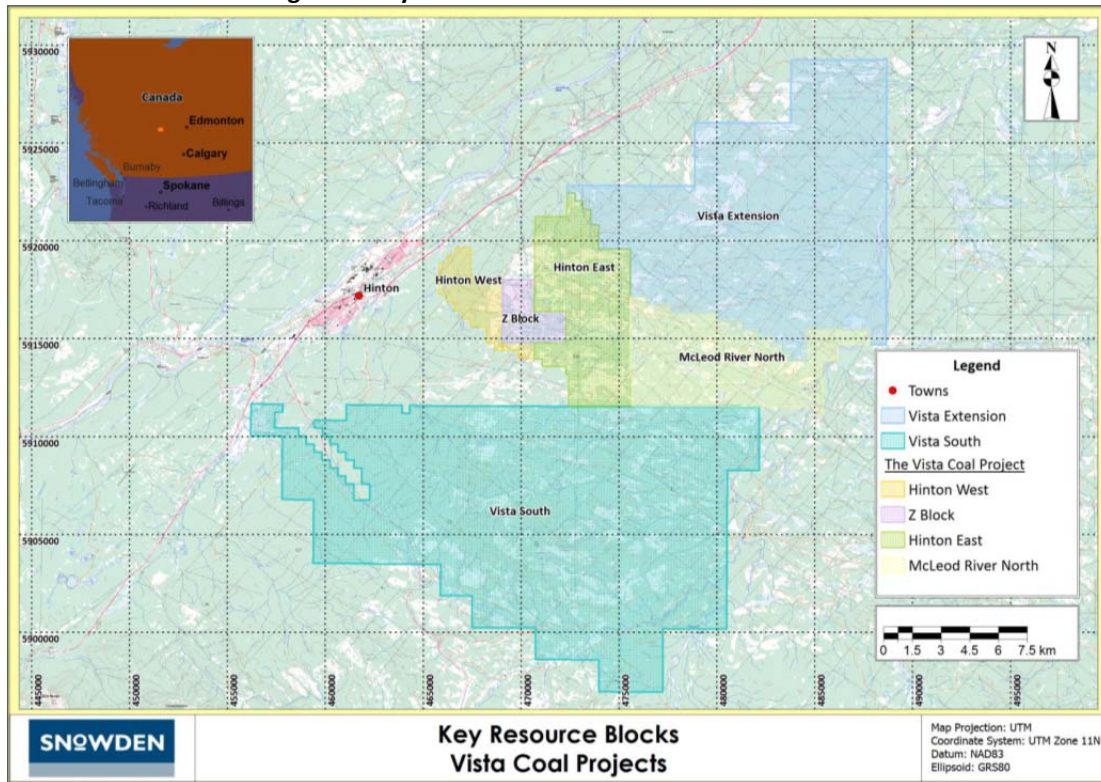 5930000
5925000
5920000
5915000
5910000
5905000
5900000
Canada
Edmonton
Calgary
Burnaby
Bellingham
Spokane
Tacoma
Richland
Billings
N
Vista Extension
Hinton East
Hinton West
Hinton
Z Block
McLeod River North
Vista South
Legend
Towns
Vista Extension
Vista South
The Vista Coal Project
Hinton West
Z Block
Hinton East
McLeod River North
0 1.5 3 4.5 6 7.5 km
445000
450000
455000
460000
465000
470000
475000
480000
485000
490000
495000
SNOWDEN
Key Resource Blocks
Vista Coal Projects
Map Projection: UTM
Coordinate System: UTM Zone 11N
Datum: NAD83
Ellipsoid: GRS80